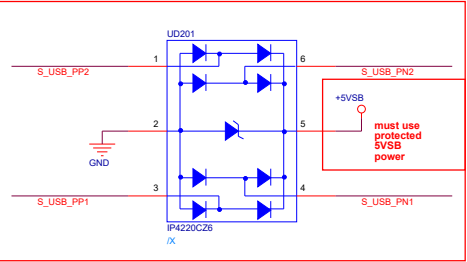 UD201
1
6
S_USB_PP2
S_USB_PN2
+5VSB
2
5
must use
protected
5VSB
power
GND
3
4
S_USB_PP1
S_USB_PN1
IP4220CZ6
/X